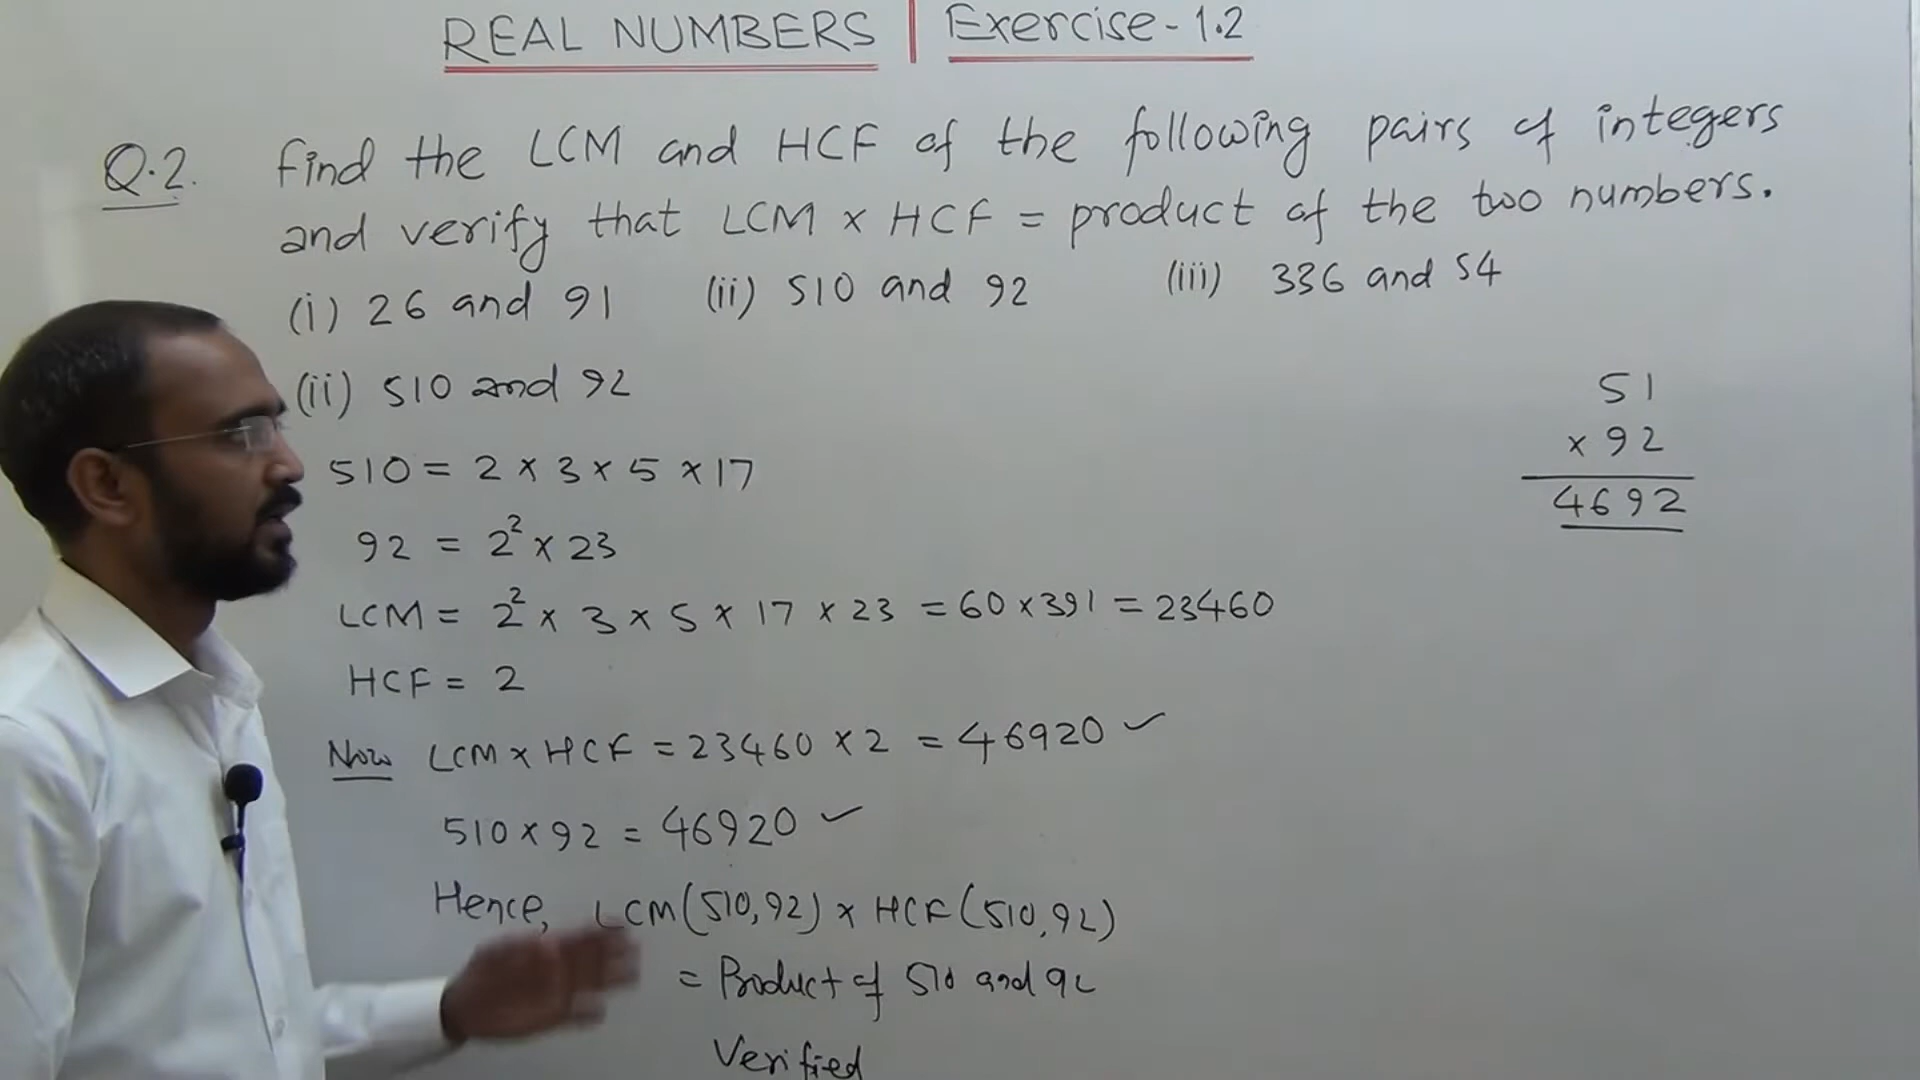 REAL NUMBERS | Exercise-1.2
Q.2. Find the LCM and HCF of the following pairs of integers
and verify that LCM × HCF = product of the two numbers.
(i) 26 and 91 (ii) 510 and 92 (iii) 336 and 54
(ii) 510 and 92
510 = 2 × 3 × 5 × 17
92 = 2² × 23
LCM = 2² × 3 × 5 × 17 × 23 = 60 × 391 = 23460
HCF = 2
Now LCM × HCF = 23460 × 2 = 46920 ✓
510 × 92 = 46920 ✓
Hence, LCM(510,92) × HCF(510,92)
= Product of 510 and 92
Verified
51
× 92
4692